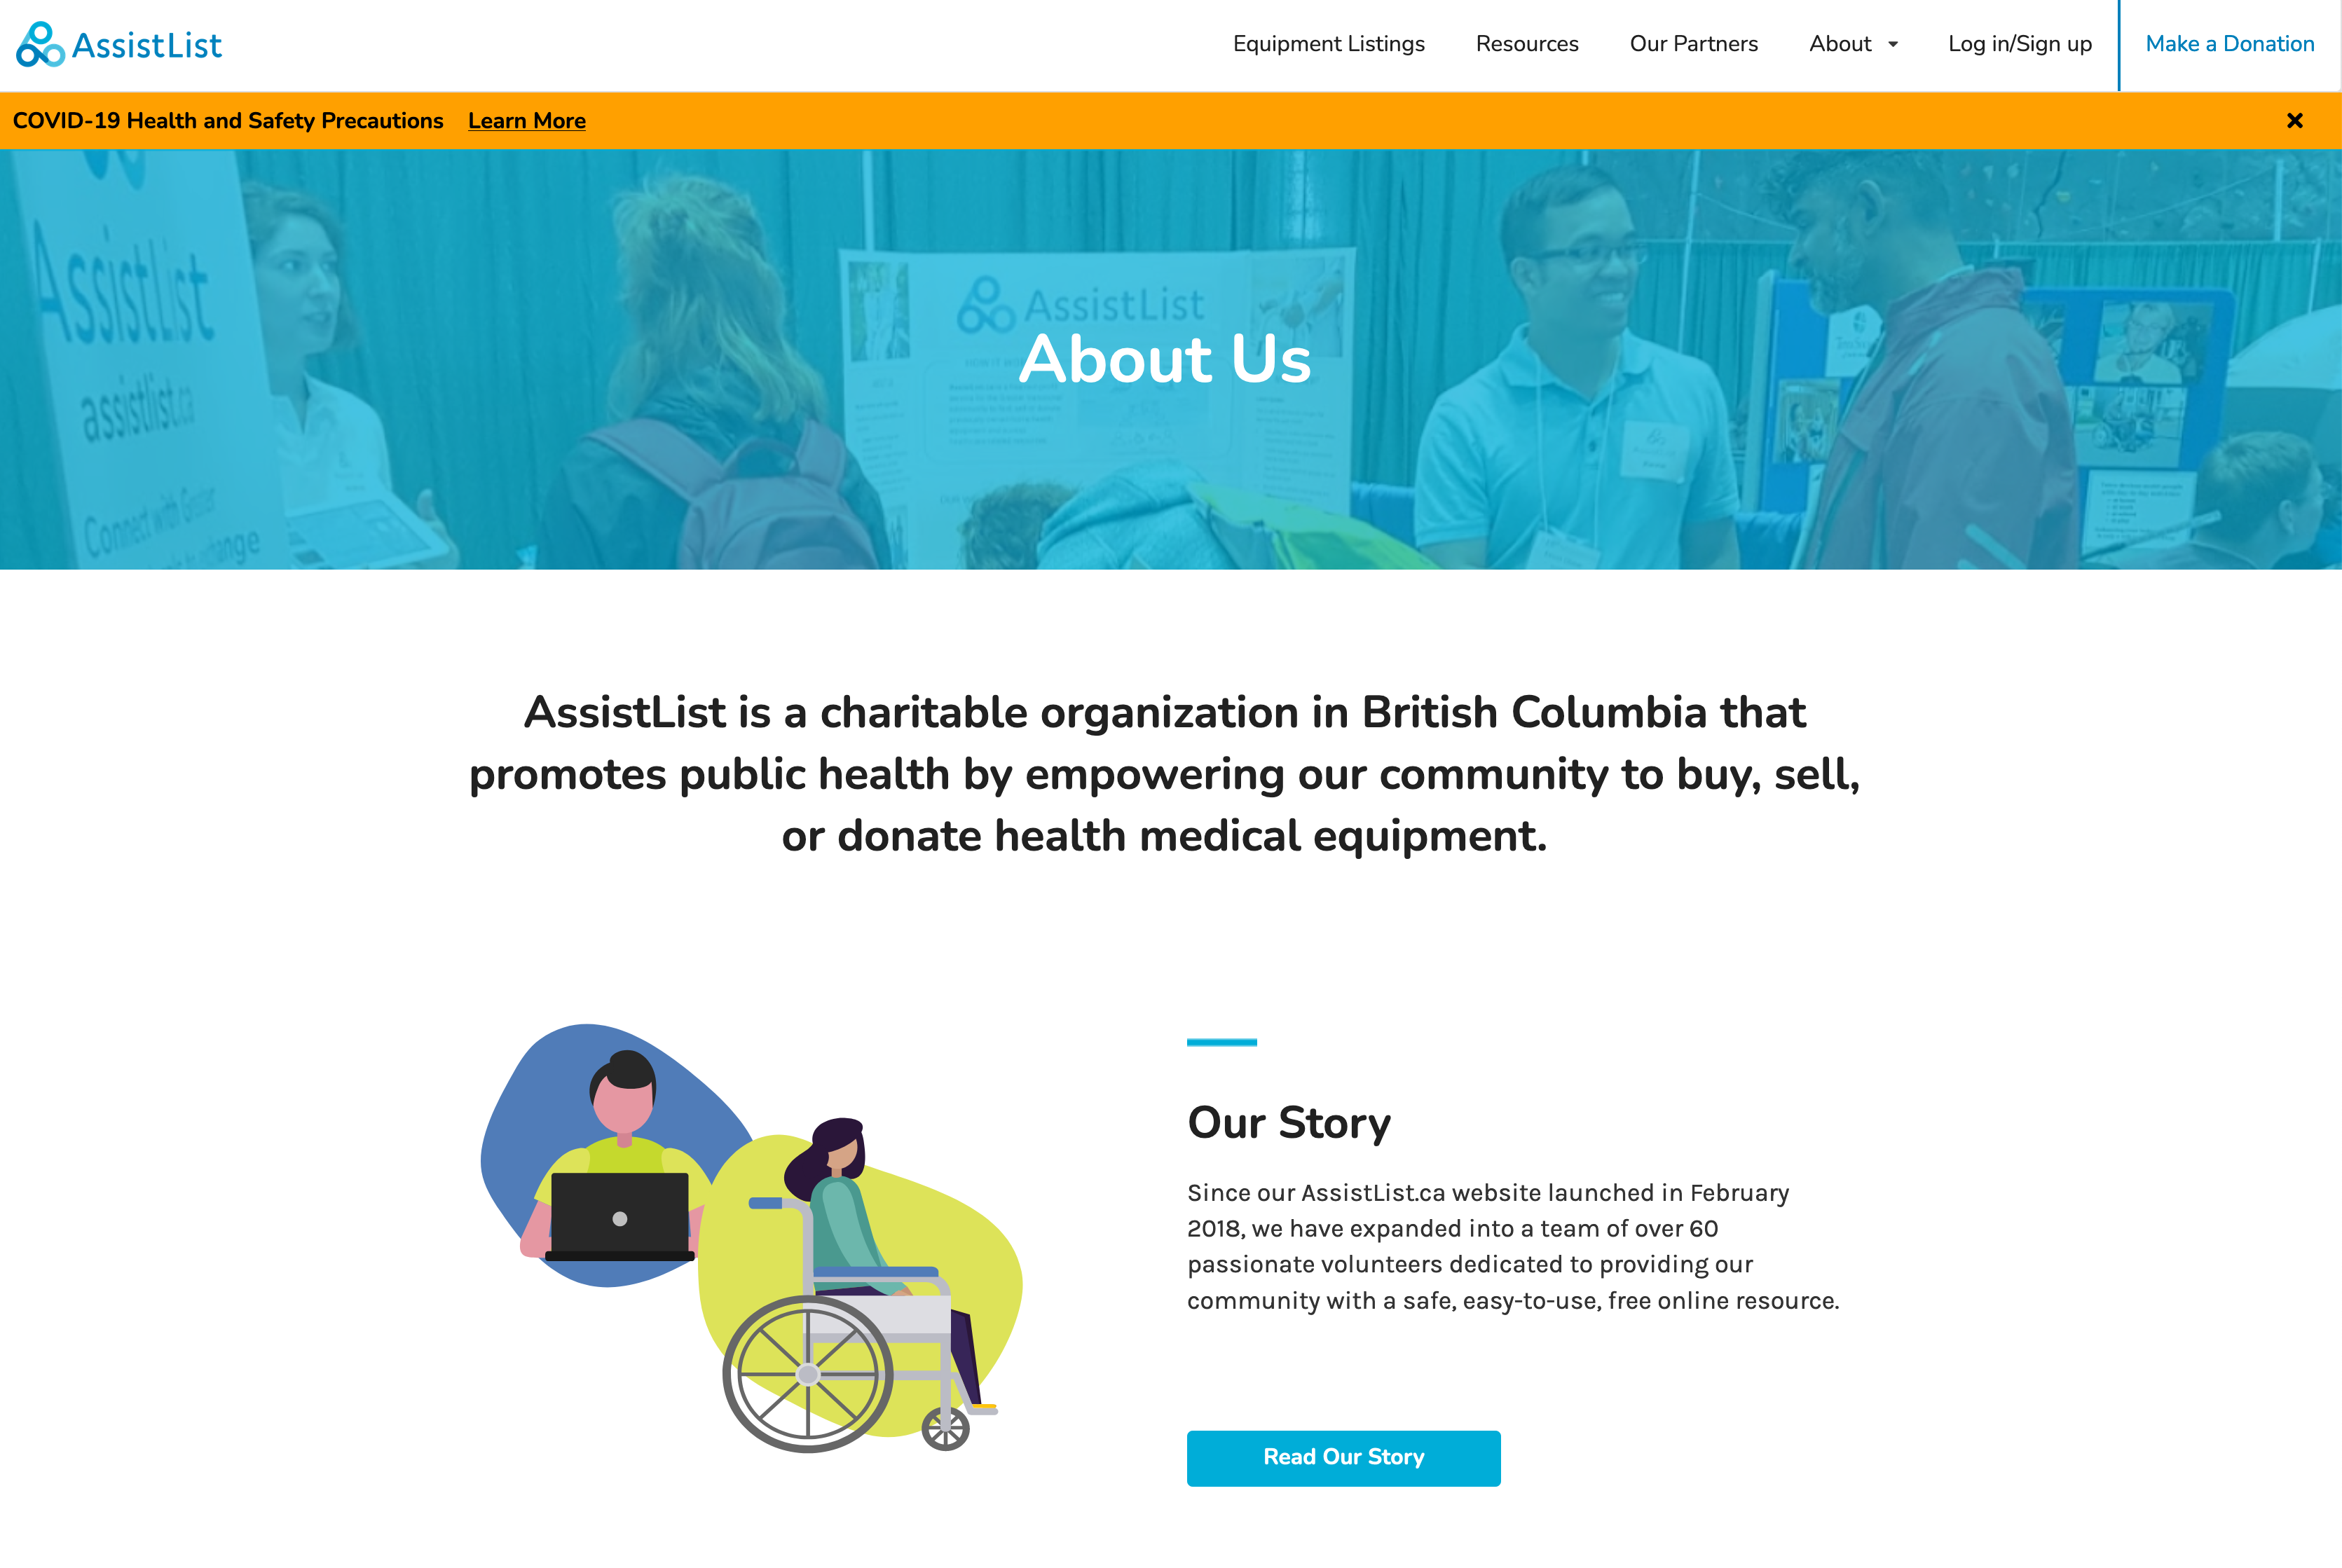 AssistList
Equipment Listings
Resources
Our Partners
About
Log in/Sign up
Make a Donation
COVID-19 Health and Safety Precautions Learn More
AssistList
assistlist.ca
Connect with Greater
AssistList
About Us
AssistList is a charitable organization in British Columbia that
promotes public health by empowering our community to buy, sell,
or donate health medical equipment.
Our Story
Since our AssistList.ca website launched in February
2018, we have expanded into a team of over 60
passionate volunteers dedicated to providing our
community with a safe, easy-to-use, free online resource.
Read Our Story